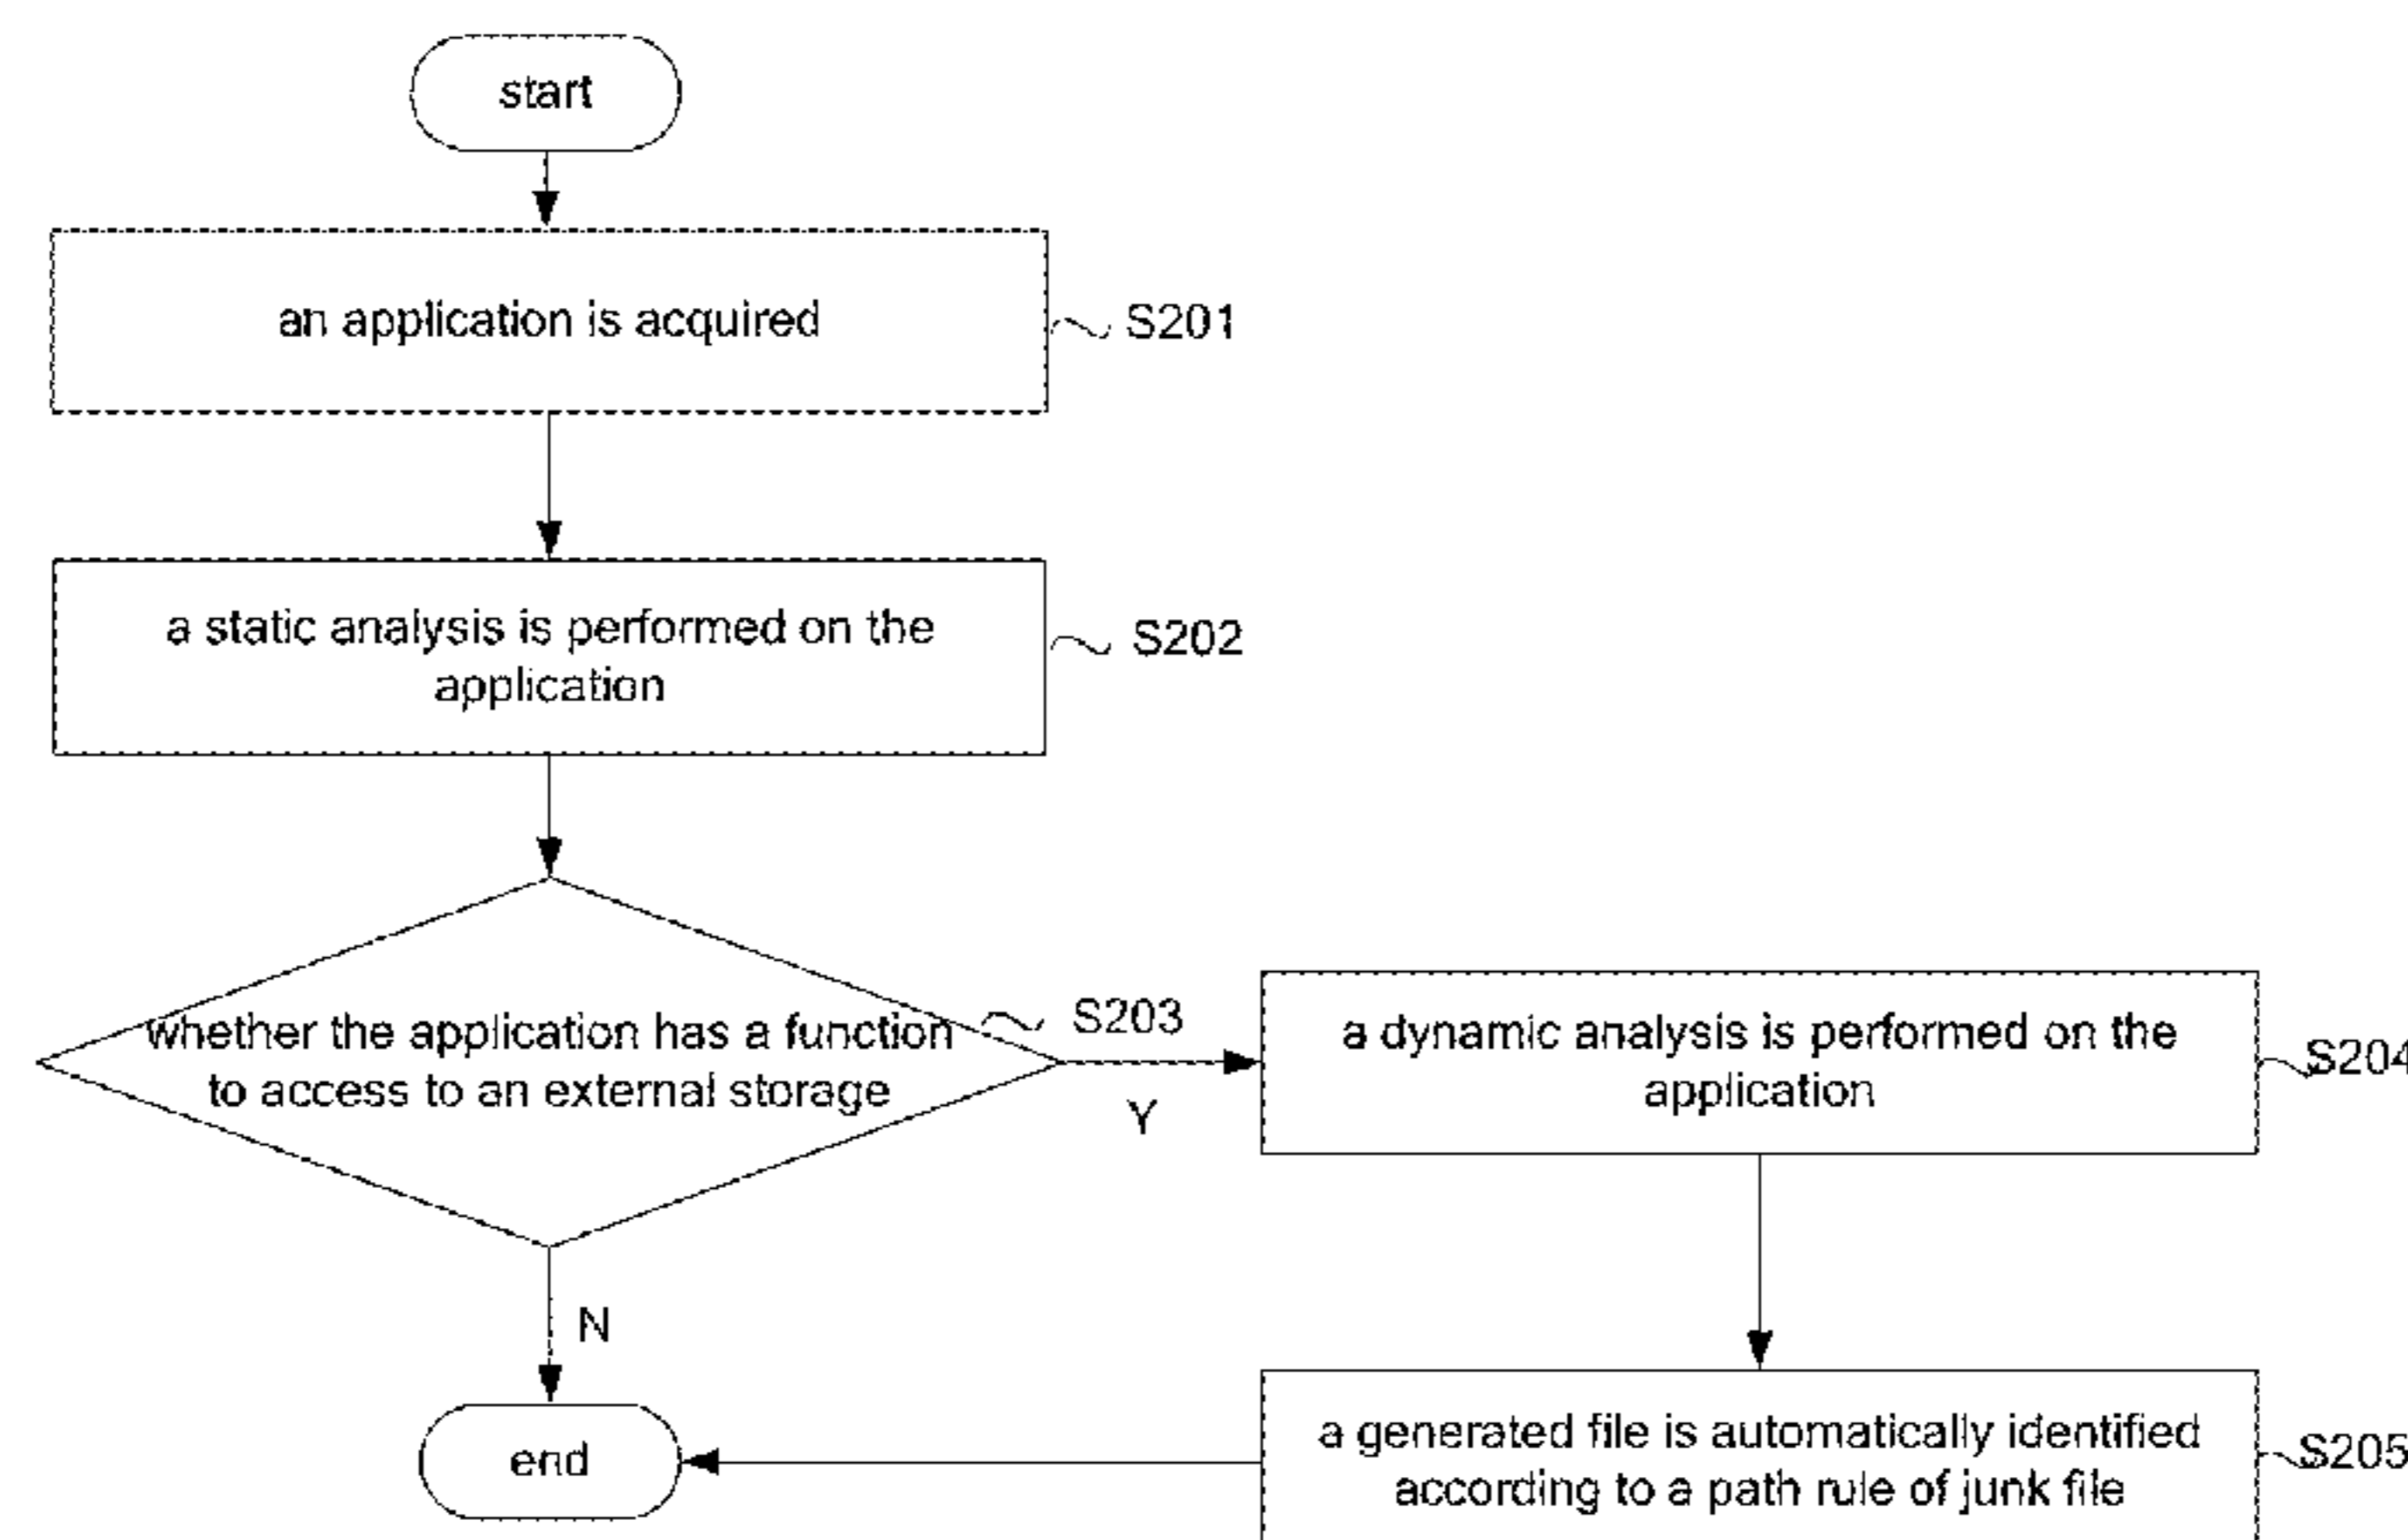 start
an application is acquired
S201
a static analysis is performed on the
application
S202
whether the application has a function
to access to an external storage
S203
Y
a dynamic analysis is performed on the
application
S204
N
end
a generated file is automatically identified
according to a path rule of junk file
S205